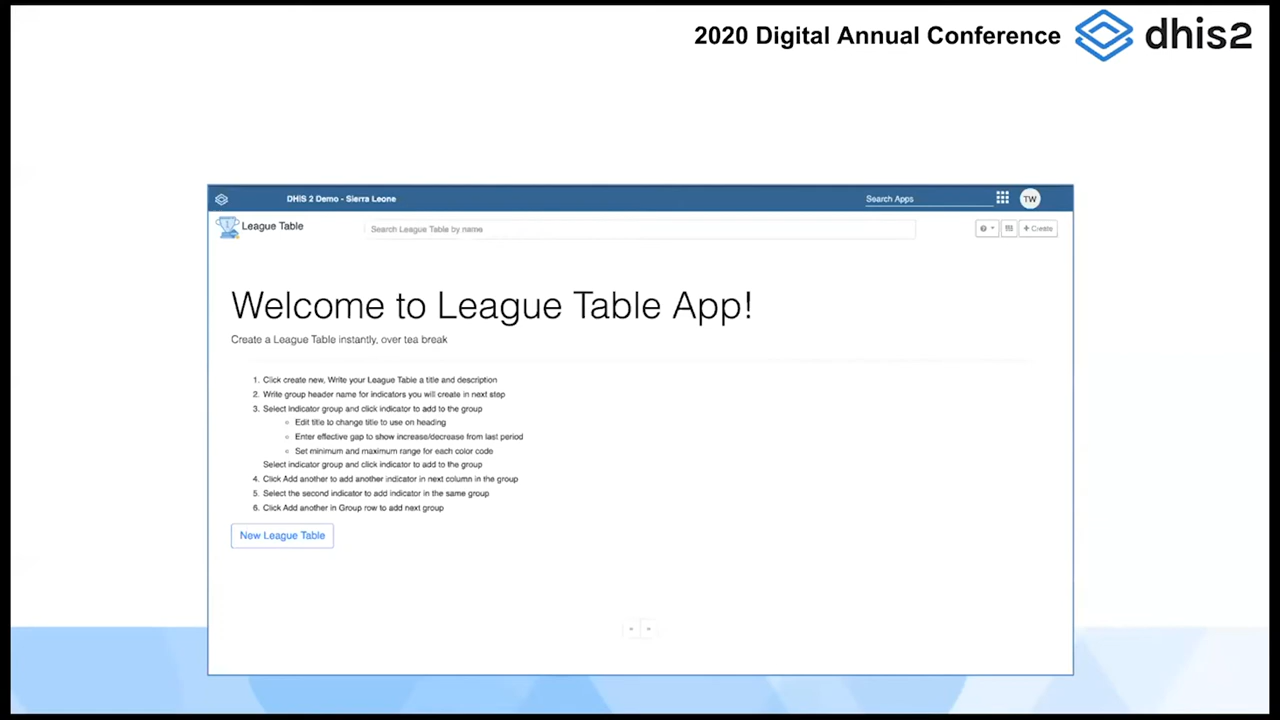 2020 Digital Annual Conference dhis2
DHIS 2 Demo - Sierra Leone
Search Apps
TW
League Table
Search League Table by name
+ Create
Welcome to League Table App!
Create a League Table instantly, over tea break
1. Click create new, Write your League Table a title and description
2. Write group header name for indicators you will create in next step
3. Select indicator group and click indicator to add to the group
Edit title to change title to use on heading
Enter effective gap to show increase/decrease from last period
Set minimum and maximum range for each color code
Select indicator group and click indicator to add to the group
4. Click Add another to add another indicator in next column in the group
5. Select the second indicator to add indicator in the same group
6. Click Add another in Group row to add next group
New League Table
« »